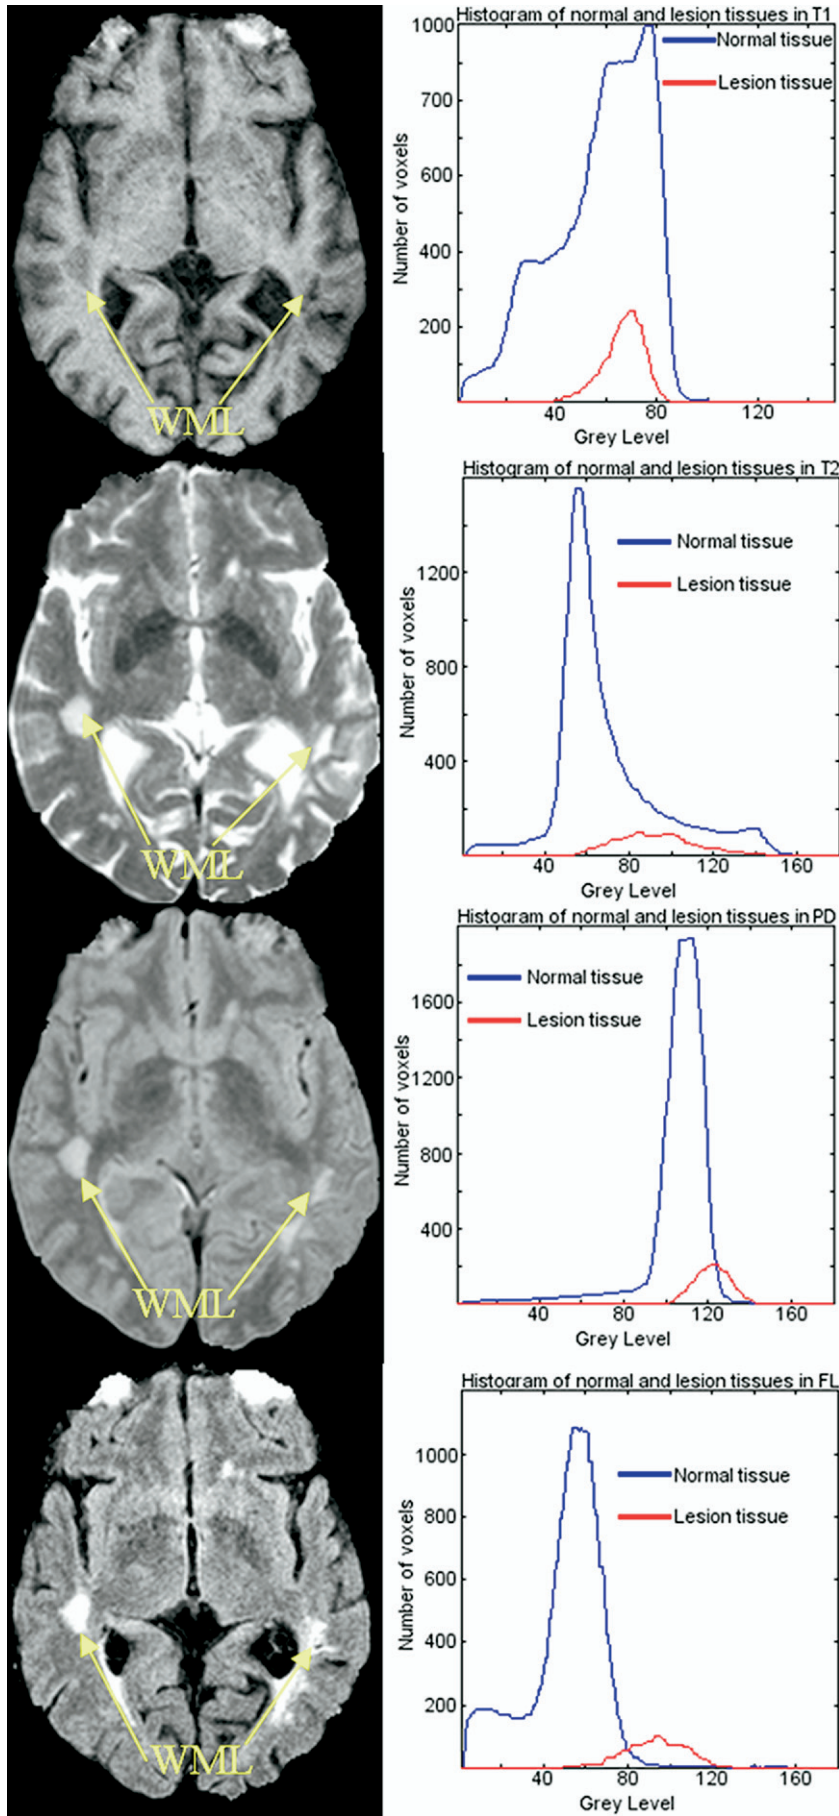 Histogram of normal and lesion tissues in T1
1000
Normal tissue
Lesion tissue
700
600
400
200
Number of voxels
40 80 120
Grey Level
WML
Histogram of normal and lesion tissues in T2
Normal tissue
Lesion tissue
1200
800
400
Number of voxels
40 80 120 160
Grey Level
WML
Histogram of normal and lesion tissues in PD
Normal tissue
Lesion tissue
1600
1200
800
400
Number of voxels
40 80 120 160
Grey Level
WML
Histogram of normal and lesion tissues in FL
Normal tissue
Lesion tissue
1000
800
600
400
200
Number of voxels
40 80 120 160
Grey Level
WML